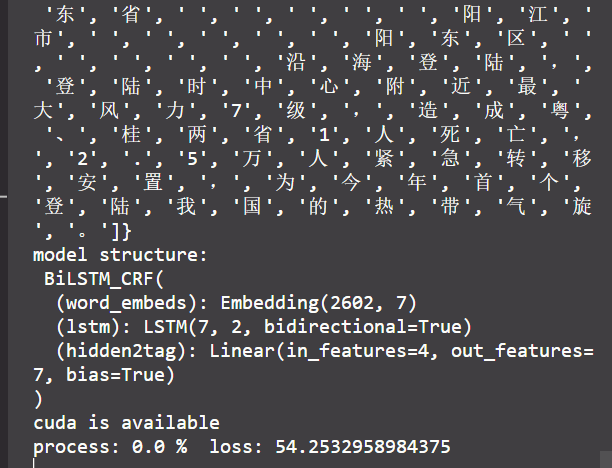 '东', '省', ' ', ' ', ' ', ' ', ' ', ' ', '阳', '江', '
市', ' ', ' ', ' ', ' ', ' ', ' ', '阳', '东', '区', ' '
, ' ', ' ', ' ', ' ', ' ', '沿', '海', '登', '陆', ',',
'登', '陆', '时', '中', '心', '附', '近', '最', '
大', '风', '力', '7', '级', ',', '造', '成', '粤',
'、', '桂', '两', '省', '1', '人', '死', '亡', ',
', '2', '.', '5', '万', '人', '紧', '急', '转', '移
', '安', '置', ',', '为', '今', '年', '首', '个', '
登', '陆', '我', '国', '的', '热', '带', '气', '旋'
, '。']}
model structure:
BiLSTM_CRF(
(word_embeds): Embedding(2602, 7)
(lstm): LSTM(7, 2, bidirectional=True)
(hidden2tag): Linear(in_features=4, out_features=
7, bias=True)
)
cuda is available
process: 0.0 %  loss: 54.2532958984375